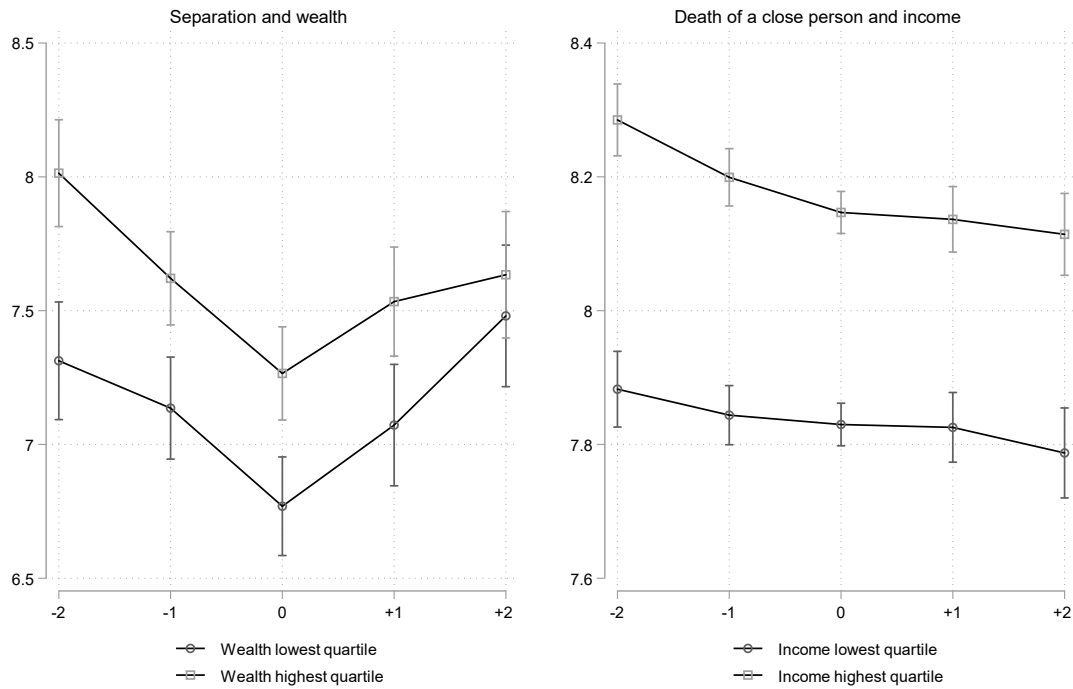 Separation and wealth
8.5
8
7.5
7
6.5
-2 -1 0 +1 +2
Wealth lowest quartile
Wealth highest quartile
Death of a close person and income
8.4
8.2
8
7.8
7.6
-2 -1 0 +1 +2
Income lowest quartile
Income highest quartile